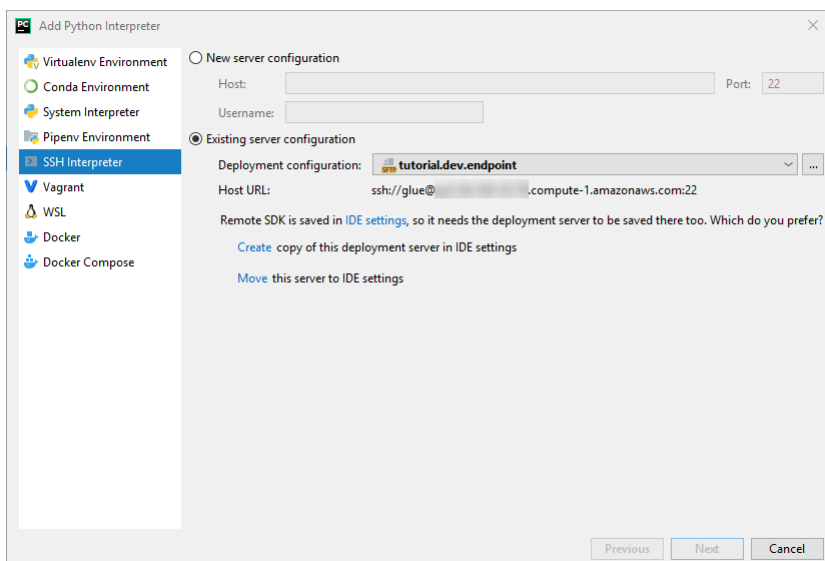 PC Add Python Interpreter
Virtualenv Environment
Conda Environment
System Interpreter
Pipenv Environment
SSH Interpreter
Vagrant
WSL
Docker
Docker Compose
New server configuration
Host: Port: 22
Username:
Existing server configuration
Deployment configuration: SFTP tutorial.dev.endpoint ...
Host URL: ssh://glue@ .compute-1.amazonaws.com:22
Remote SDK is saved in IDE settings, so it needs the deployment server to be saved there too. Which do you prefer?
Create copy of this deployment server in IDE settings
Move this server to IDE settings
Previous Next Cancel